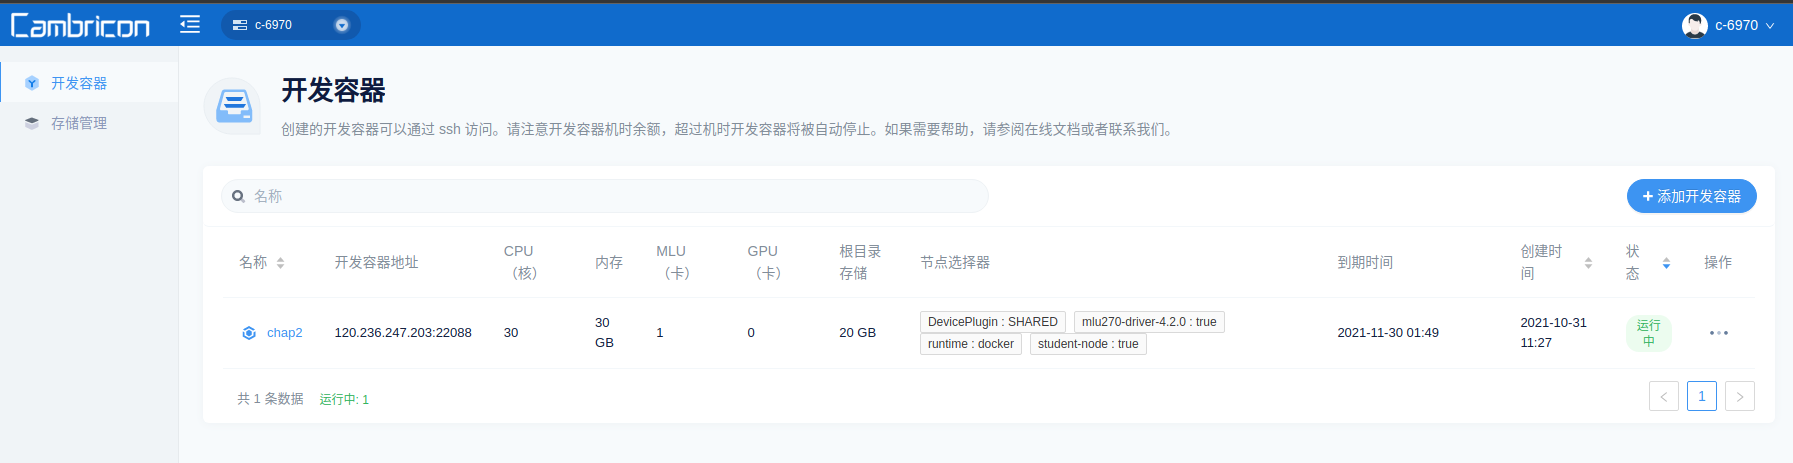 Cambricon
c-6970
c-6970
开发容器
存储管理
开发容器
创建的开发容器可以通过 ssh 访问。请注意开发容器机时余额，超过机时开发容器将被自动停止。如果需要帮助，请参阅在线文档或者联系我们。
名称
+ 添加开发容器
名称
开发容器地址
CPU
（核）
内存
MLU
（卡）
GPU
（卡）
根目录
存储
节点选择器
到期时间
创建时
间
状
态
操作
chap2
120.236.247.203:22088
30
30
GB
1
0
20 GB
DevicePlugin : SHARED
mlu270-driver-4.2.0 : true
runtime : docker
student-node : true
2021-11-30 01:49
2021-10-31
11:27
运行
中
共 1 条数据
运行中: 1
1